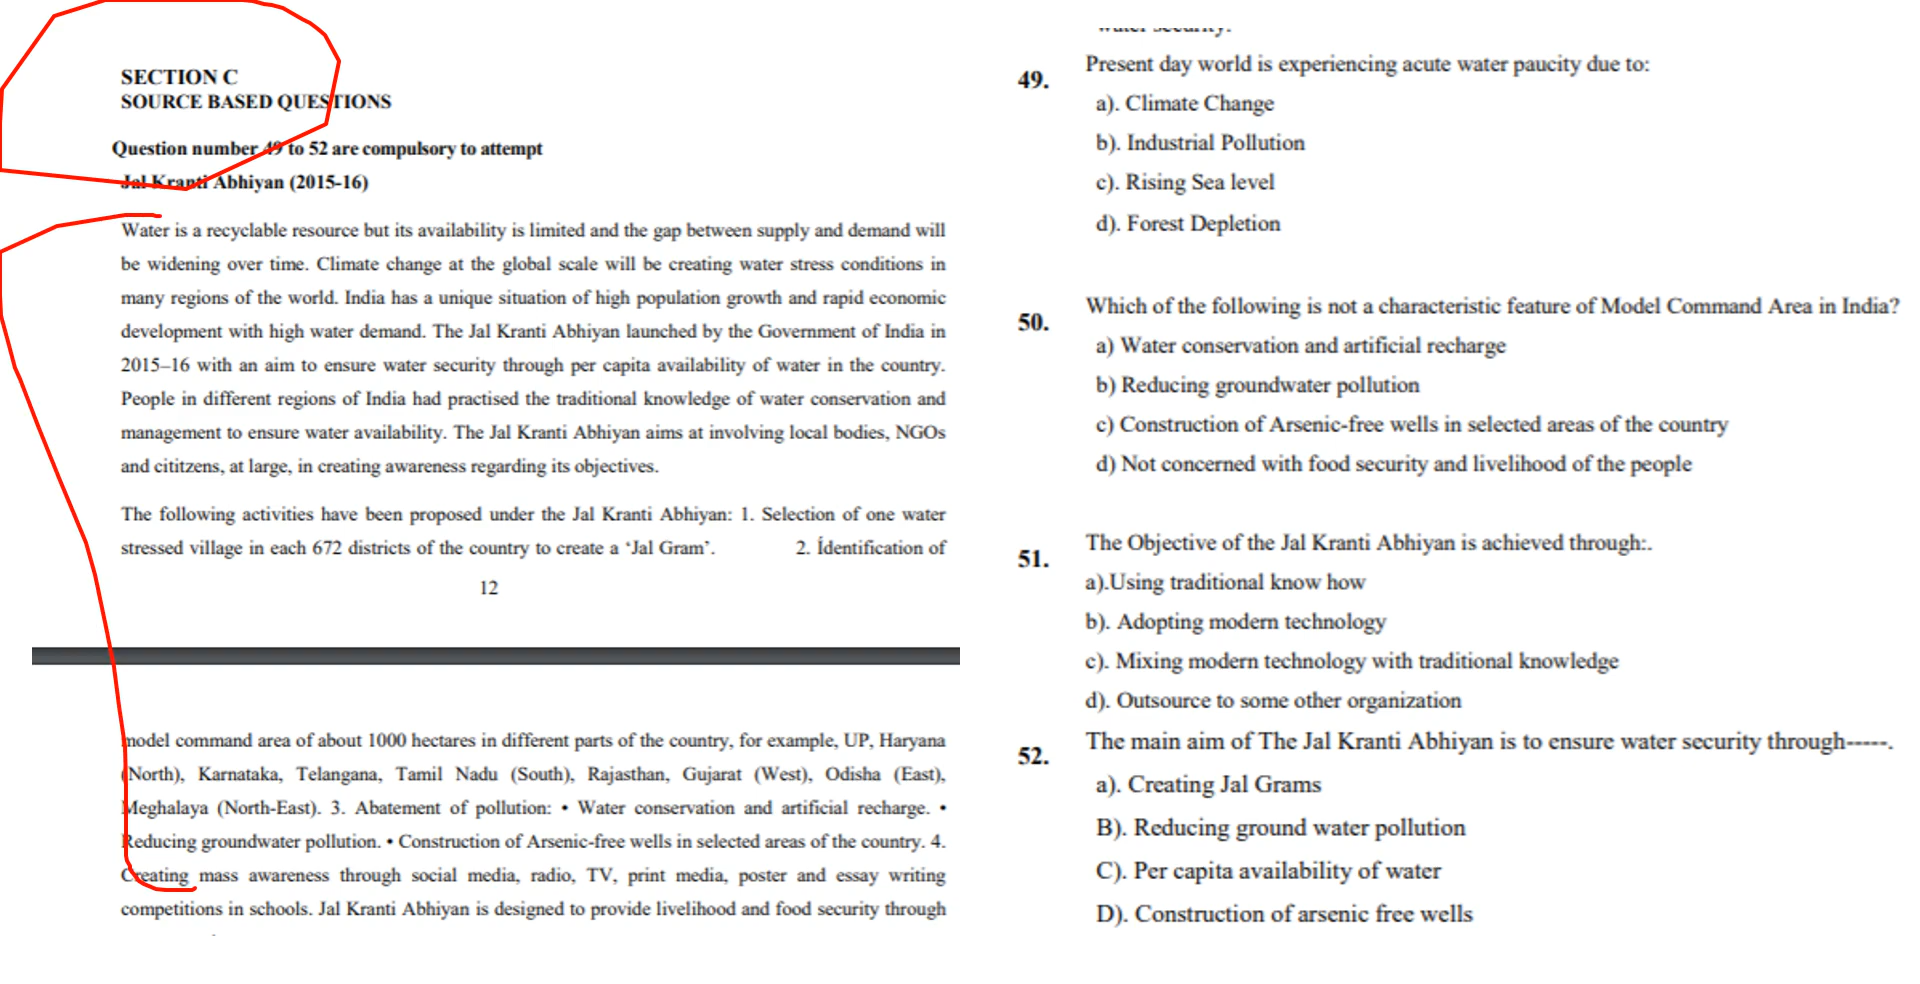 SECTION C
SOURCE BASED QUESTIONS
Question number 49 to 52 are compulsory to attempt
Jal Kranti Abhiyan (2015-16)
Water is a recyclable resource but its availability is limited and the gap between supply and demand will
be widening over time. Climate change at the global scale will be creating water stress conditions in
many regions of the world. India has a unique situation of high population growth and rapid economic
development with high water demand. The Jal Kranti Abhiyan launched by the Government of India in
2015–16 with an aim to ensure water security through per capita availability of water in the country.
People in different regions of India had practised the traditional knowledge of water conservation and
management to ensure water availability. The Jal Kranti Abhiyan aims at involving local bodies, NGOs
and cititzens, at large, in creating awareness regarding its objectives.
The following activities have been proposed under the Jal Kranti Abhiyan: 1. Selection of one water
stressed village in each 672 districts of the country to create a ‘Jal Gram’. 2. Ídentification of
12
model command area of about 1000 hectares in different parts of the country, for example, UP, Haryana
(North), Karnataka, Telangana, Tamil Nadu (South), Rajasthan, Gujarat (West), Odisha (East),
Meghalaya (North-East). 3. Abatement of pollution: • Water conservation and artificial recharge. •
Reducing groundwater pollution. • Construction of Arsenic-free wells in selected areas of the country. 4.
Creating mass awareness through social media, radio, TV, print media, poster and essay writing
competitions in schools. Jal Kranti Abhiyan is designed to provide livelihood and food security through
water security.
49. Present day world is experiencing acute water paucity due to:
a). Climate Change
b). Industrial Pollution
c). Rising Sea level
d). Forest Depletion
50. Which of the following is not a characteristic feature of Model Command Area in India?
a) Water conservation and artificial recharge
b) Reducing groundwater pollution
c) Construction of Arsenic-free wells in selected areas of the country
d) Not concerned with food security and livelihood of the people
51. The Objective of the Jal Kranti Abhiyan is achieved through:.
a).Using traditional know how
b). Adopting modern technology
c). Mixing modern technology with traditional knowledge
d). Outsource to some other organization
52. The main aim of The Jal Kranti Abhiyan is to ensure water security through-----.
a). Creating Jal Grams
B). Reducing ground water pollution
C). Per capita availability of water
D). Construction of arsenic free wells